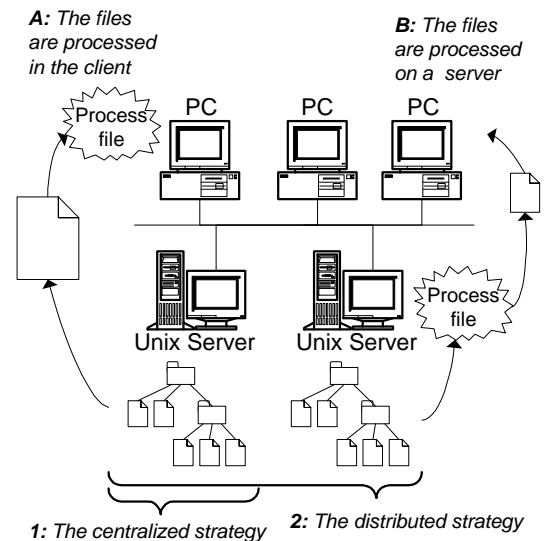 A: The files
are processed
in the client
B: The files
are processed
on a server
Process
file
PC
PC
PC
Process
file
Unix Server
Unix Server
1: The centralized strategy
2: The distributed strategy